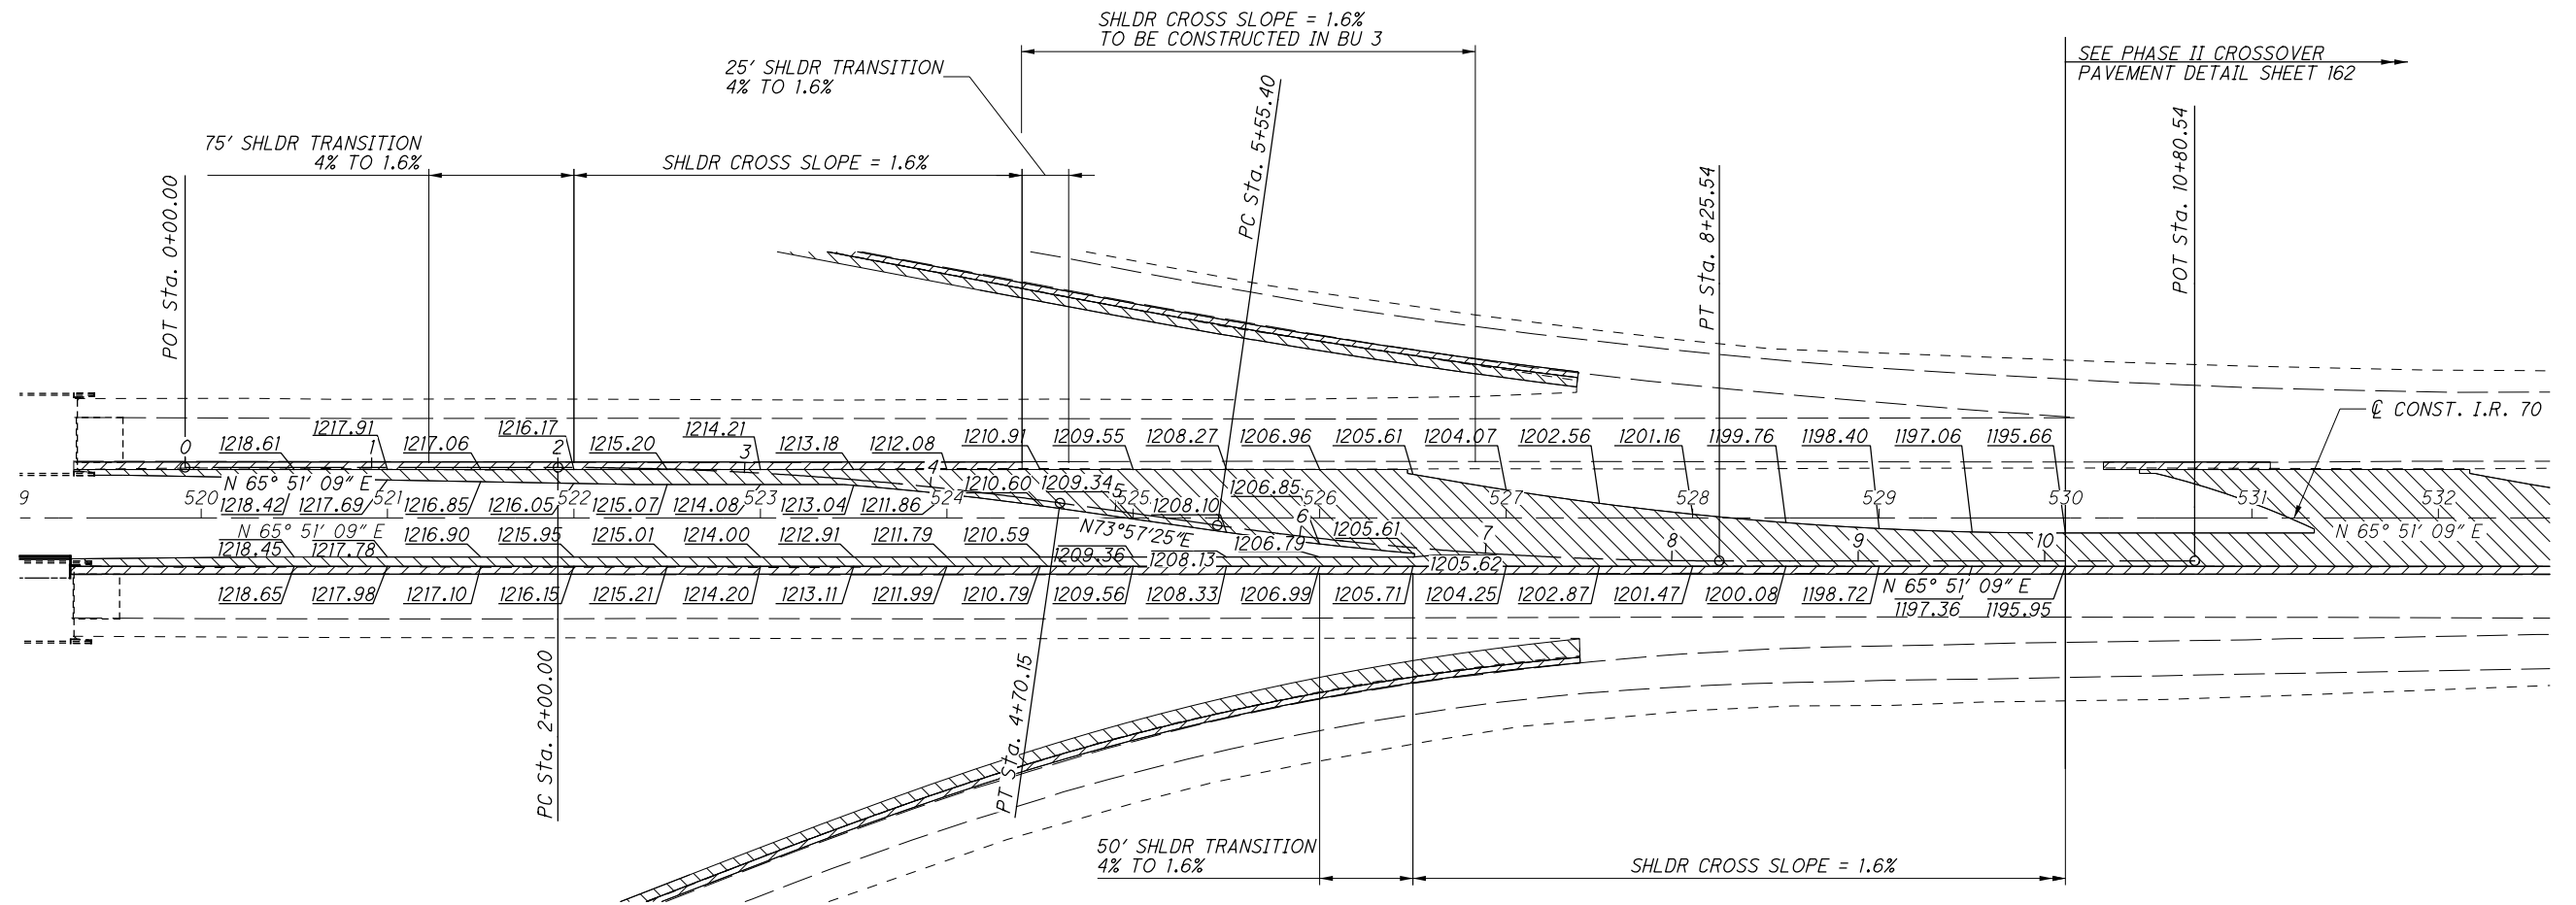 SHLDR CROSS SLOPE = 1.6%
TO BE CONSTRUCTED IN BU 3
SEE PHASE II CROSSOVER
PAVEMENT DETAIL SHEET 162
25' SHLDR TRANSITION
4% TO 1.6%
75' SHLDR TRANSITION
4% TO 1.6%
SHLDR CROSS SLOPE = 1.6%
POT Sta. 0+00.00
PC Sta. 5+55.40
PT Sta. 8+25.54
POT Sta. 10+80.54
℄ CONST. I.R. 70
1218.61 1217.91 1217.06 1216.17 1215.20 1214.21 1213.18 1212.08 1210.91 1209.55 1208.27 1206.96 1205.61 1204.07 1202.56 1201.16 1199.76 1198.40 1197.06 1195.66
0 1 2 3 4 5 6 7 8 9 10
N 65° 51' 09" E
1218.42 1217.69 1216.85 1216.05 1215.07 1214.08 1213.04 1211.86 1210.60 1209.34 1208.10 1206.85 1205.61
9 520 521 522 523 524 525 526 527 528 529 530 531 532
N 65° 51' 09" E
N73°57'25"E
N 65° 51' 09" E
1218.45 1217.78 1216.90 1215.95 1215.01 1214.00 1212.91 1211.79 1210.59 1209.36 1208.13 1206.79 1205.62
1218.65 1217.98 1217.10 1216.15 1215.21 1214.20 1213.11 1211.99 1210.79 1209.56 1208.33 1206.99 1205.71 1204.25 1202.87 1201.47 1200.08 1198.72 1197.36 1195.95
N 65° 51' 09" E
PC Sta. 2+00.00
PT Sta. 4+70.15
50' SHLDR TRANSITION
4% TO 1.6%
SHLDR CROSS SLOPE = 1.6%